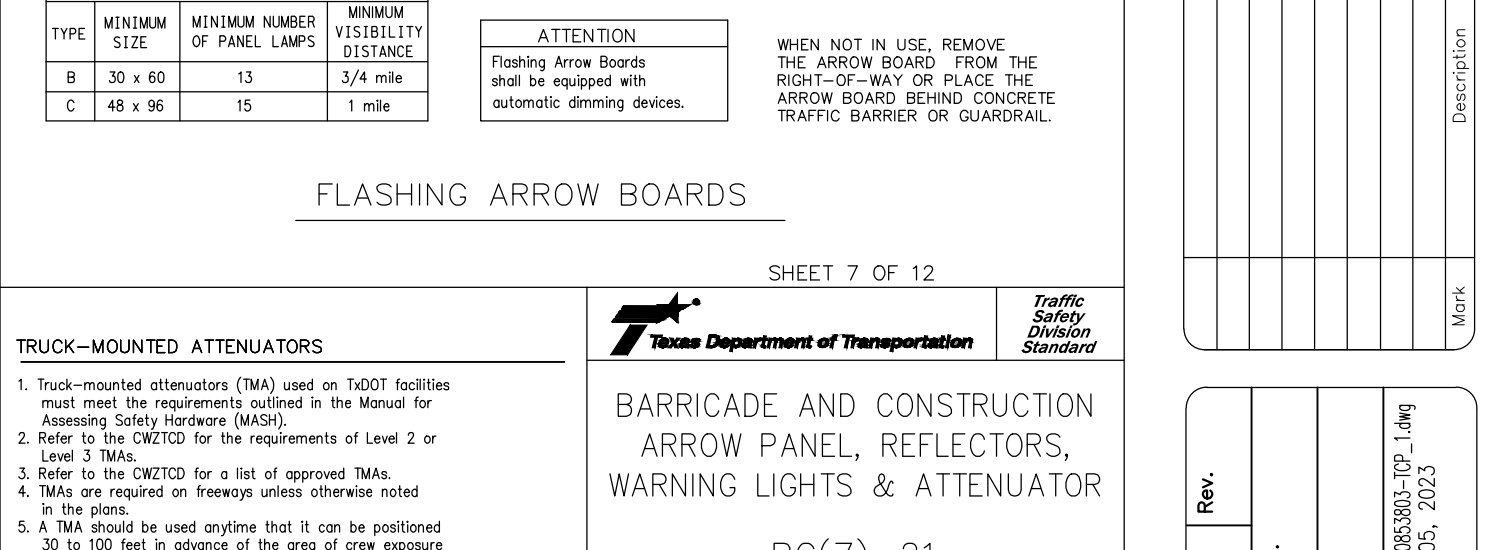 TYPE
MINIMUM
SIZE
MINIMUM NUMBER
OF PANEL LAMPS
MINIMUM
VISIBILITY
DISTANCE
B 30 x 60 13 3/4 mile
C 48 x 96 15 1 mile
ATTENTION
Flashing Arrow Boards
shall be equipped with
automatic dimming devices.
WHEN NOT IN USE, REMOVE
THE ARROW BOARD FROM THE
RIGHT-OF-WAY OR PLACE THE
ARROW BOARD BEHIND CONCRETE
TRAFFIC BARRIER OR GUARDRAIL.
FLASHING ARROW BOARDS
SHEET 7 OF 12
TRUCK-MOUNTED ATTENUATORS
1. Truck-mounted attenuators (TMA) used on TxDOT facilities
must meet the requirements outlined in the Manual for
Assessing Safety Hardware (MASH).
2. Refer to the CWZTCD for the requirements of Level 2 or
Level 3 TMAs.
3. Refer to the CWZTCD for a list of approved TMAs.
4. TMAs are required on freeways unless otherwise noted
in the plans.
5. A TMA should be used anytime that it can be positioned
30 to 100 feet in advance of the area of crew exposure
Texas Department of Transportation
Traffic
Safety
Division
Standard
BARRICADE AND CONSTRUCTION
ARROW PANEL, REFLECTORS,
WARNING LIGHTS & ATTENUATOR
Description
Mark
Rev.
0853803-TCP_1.dwg
05, 2023